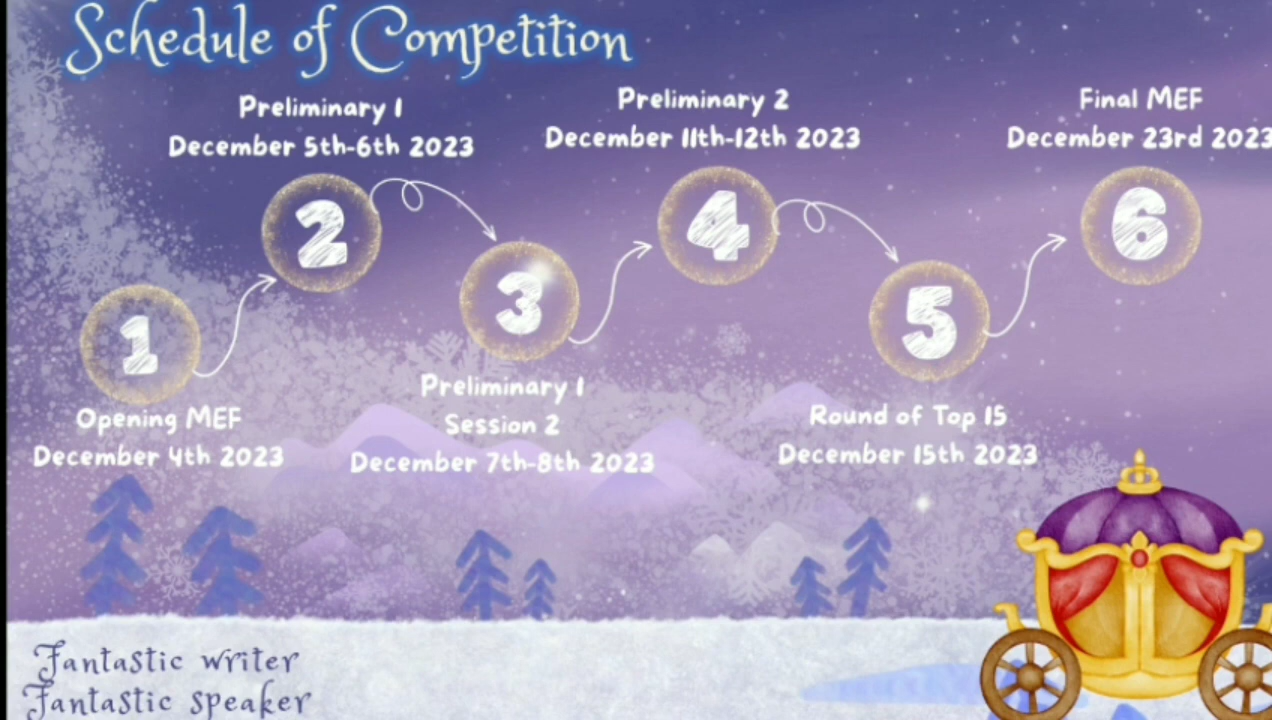 Schedule of Competition
Preliminary 1
December 5th-6th 2023
Preliminary 2
December 11th-12th 2023
Final MEF
December 23rd 2023
2
4
6
3
5
1
Opening MEF
December 4th 2023
Preliminary 1
Session 2
December 7th-8th 2023
Round of Top 15
December 15th 2023
Fantastic writer
Fantastic speaker